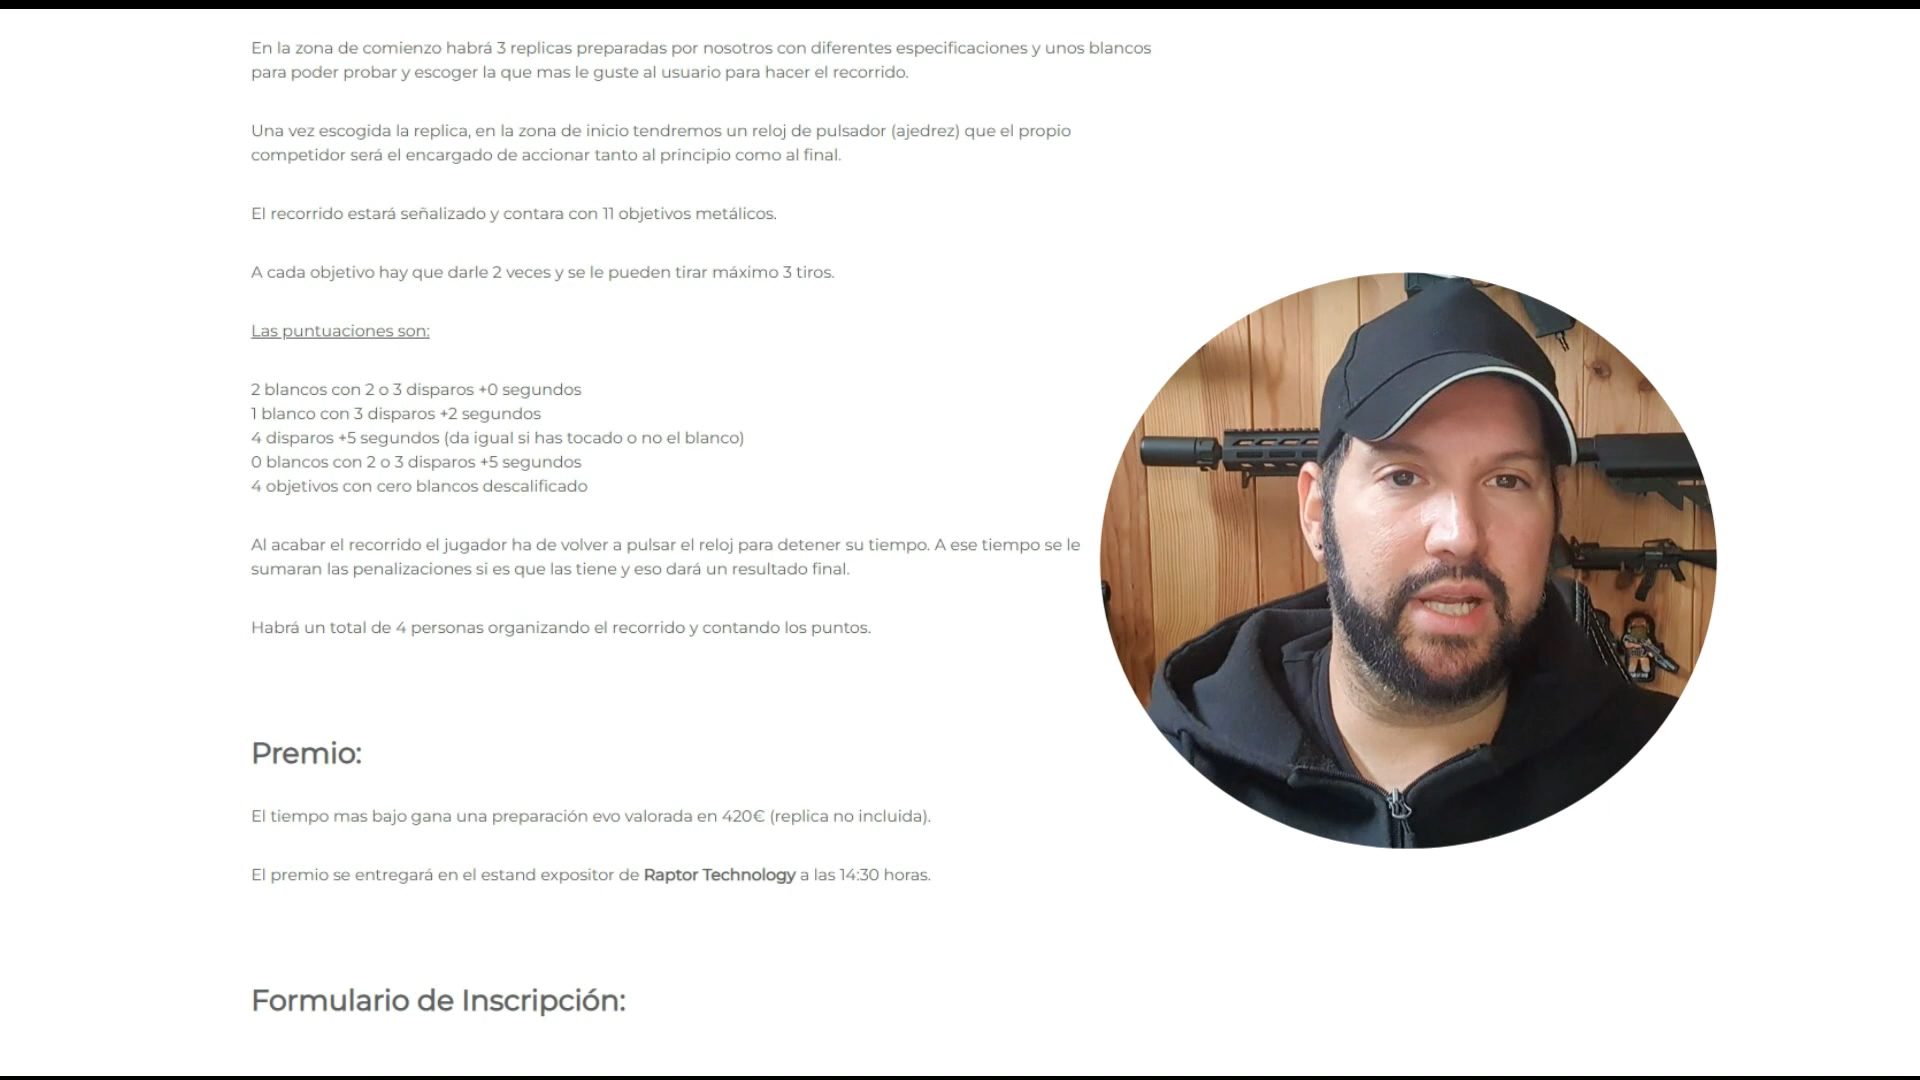 En la zona de comienzo habrá 3 replicas preparadas por nosotros con diferentes especificaciones y unos blancos
para poder probar y escoger la que mas le guste al usuario para hacer el recorrido.
Una vez escogida la replica, en la zona de inicio tendremos un reloj de pulsador (ajedrez) que el propio
competidor será el encargado de accionar tanto al principio como al final.
El recorrido estará señalizado y contara con 11 objetivos metálicos.
A cada objetivo hay que darle 2 veces y se le pueden tirar máximo 3 tiros.
Las puntuaciones son:
2 blancos con 2 o 3 disparos +0 segundos
1 blanco con 3 disparos +2 segundos
4 disparos +5 segundos (da igual si has tocado o no el blanco)
0 blancos con 2 o 3 disparos +5 segundos
4 objetivos con cero blancos descalificado
Al acabar el recorrido el jugador ha de volver a pulsar el reloj para detener su tiempo. A ese tiempo se le
sumaran las penalizaciones si es que las tiene y eso dará un resultado final.
Habrá un total de 4 personas organizando el recorrido y contando los puntos.
Premio:
El tiempo mas bajo gana una preparación evo valorada en 420€ (replica no incluida).
El premio se entregará en el estand expositor de Raptor Technology a las 14:30 horas.
Formulario de Inscripción: